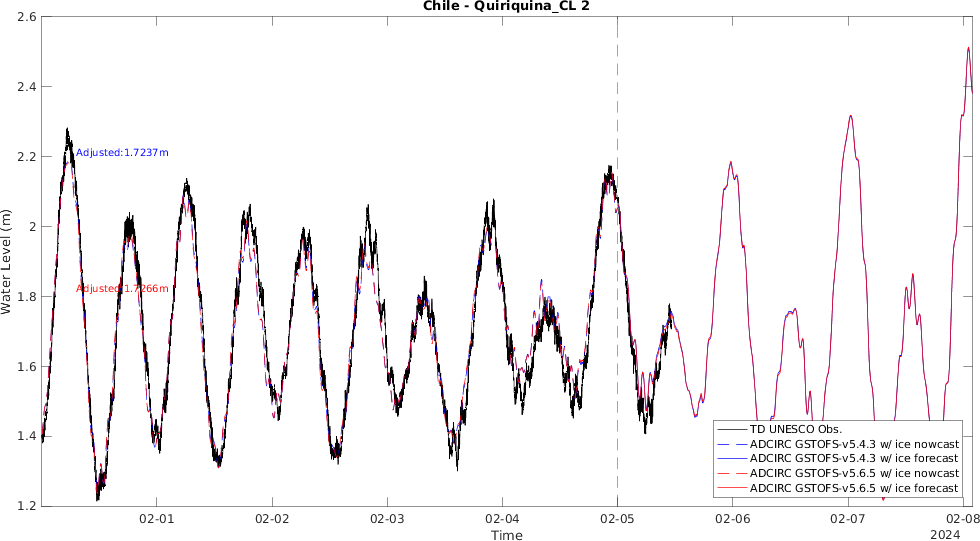 Chile - Quiriquina_CL 2
2.6
2.4
2.2
2
1.8
1.6
1.4
1.2
Water Level (m)
Adjusted:1.7237m
Adjusted:1.7266m
TD UNESCO Obs.
ADCIRC GSTOFS-v5.4.3 w/ ice nowcast
ADCIRC GSTOFS-v5.4.3 w/ ice forecast
ADCIRC GSTOFS-v5.6.5 w/ ice nowcast
ADCIRC GSTOFS-v5.6.5 w/ ice forecast
02-01 02-02 02-03 02-04 02-05 02-06 02-07 02-08
Time 2024